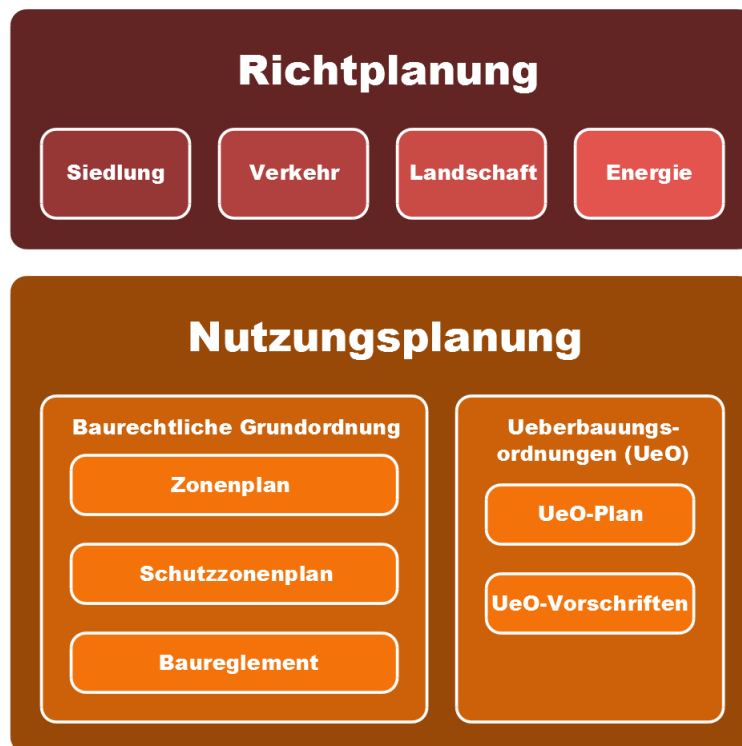 Richtplanung
Siedlung
Verkehr
Landschaft
Energie
Nutzungsplanung
Baurechtliche Grundordnung
Zonenplan
Schutzzonenplan
Baureglement
Ueberbauungs-
ordnungen (UeO)
UeO-Plan
UeO-Vorschriften